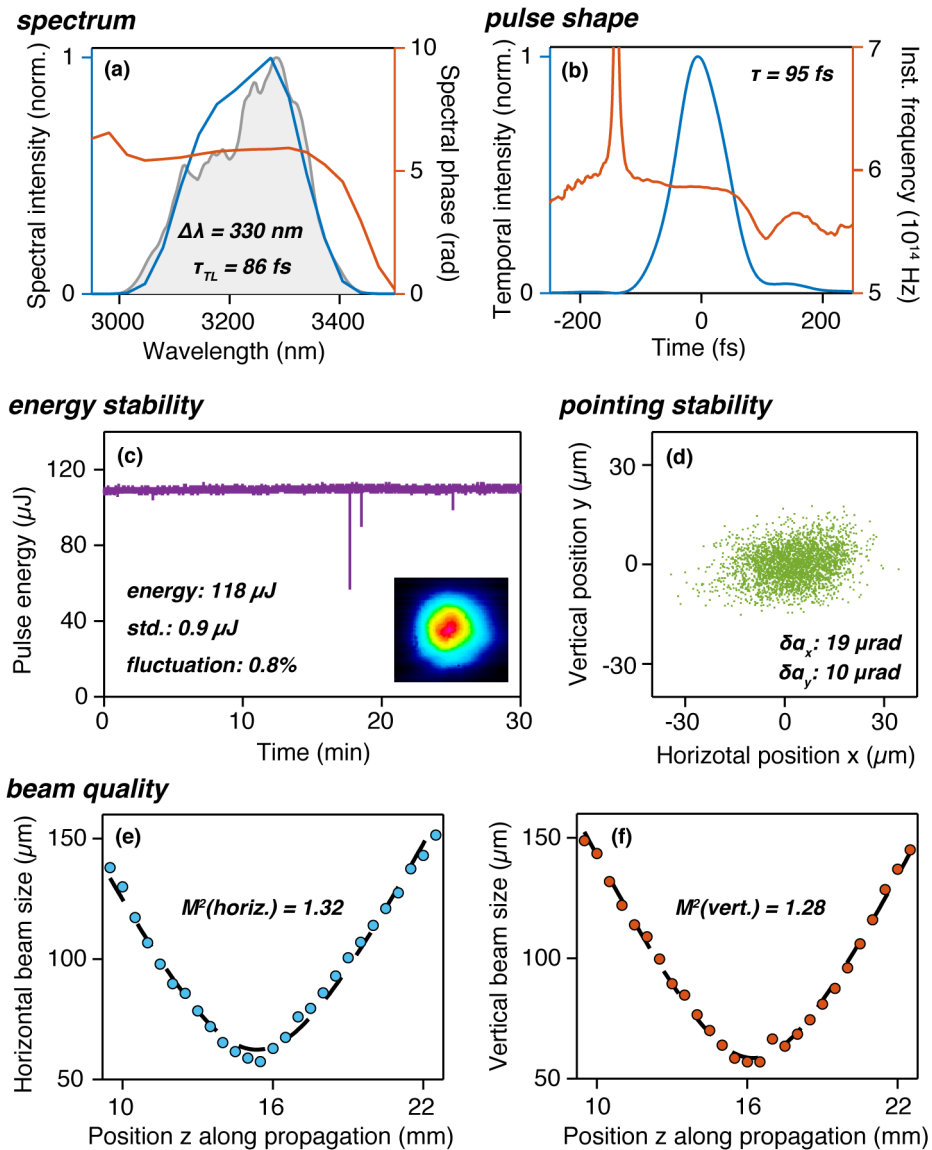 spectrum
(a)
Spectral intensity (norm.)
1
0
Δλ = 330 nm
τTL = 86 fs
10
5
0
Spectral phase (rad)
3000 3200 3400
Wavelength (nm)
pulse shape
(b)
τ = 95 fs
Temporal intensity (norm.)
1
0
7
6
5
Inst. frequency (10¹⁴ Hz)
-200 0 200
Time (fs)
energy stability
(c)
Pulse energy (μJ)
120
80
40
0
energy: 118 μJ
std.: 0.9 μJ
fluctuation: 0.8%
0 10 20 30
Time (min)
pointing stability
(d)
Vertical position y (μm)
30
0
-30
δαx: 19 μrad
δαy: 10 μrad
-30 0 30
Horizotal position x (μm)
beam quality
(e)
Horizontal beam size (μm)
150
100
50
M²(horiz.) = 1.32
10 16 22
Position z along propagation (mm)
(f)
Vertical beam size (μm)
150
100
50
M²(vert.) = 1.28
10 16 22
Position z along propagation (mm)